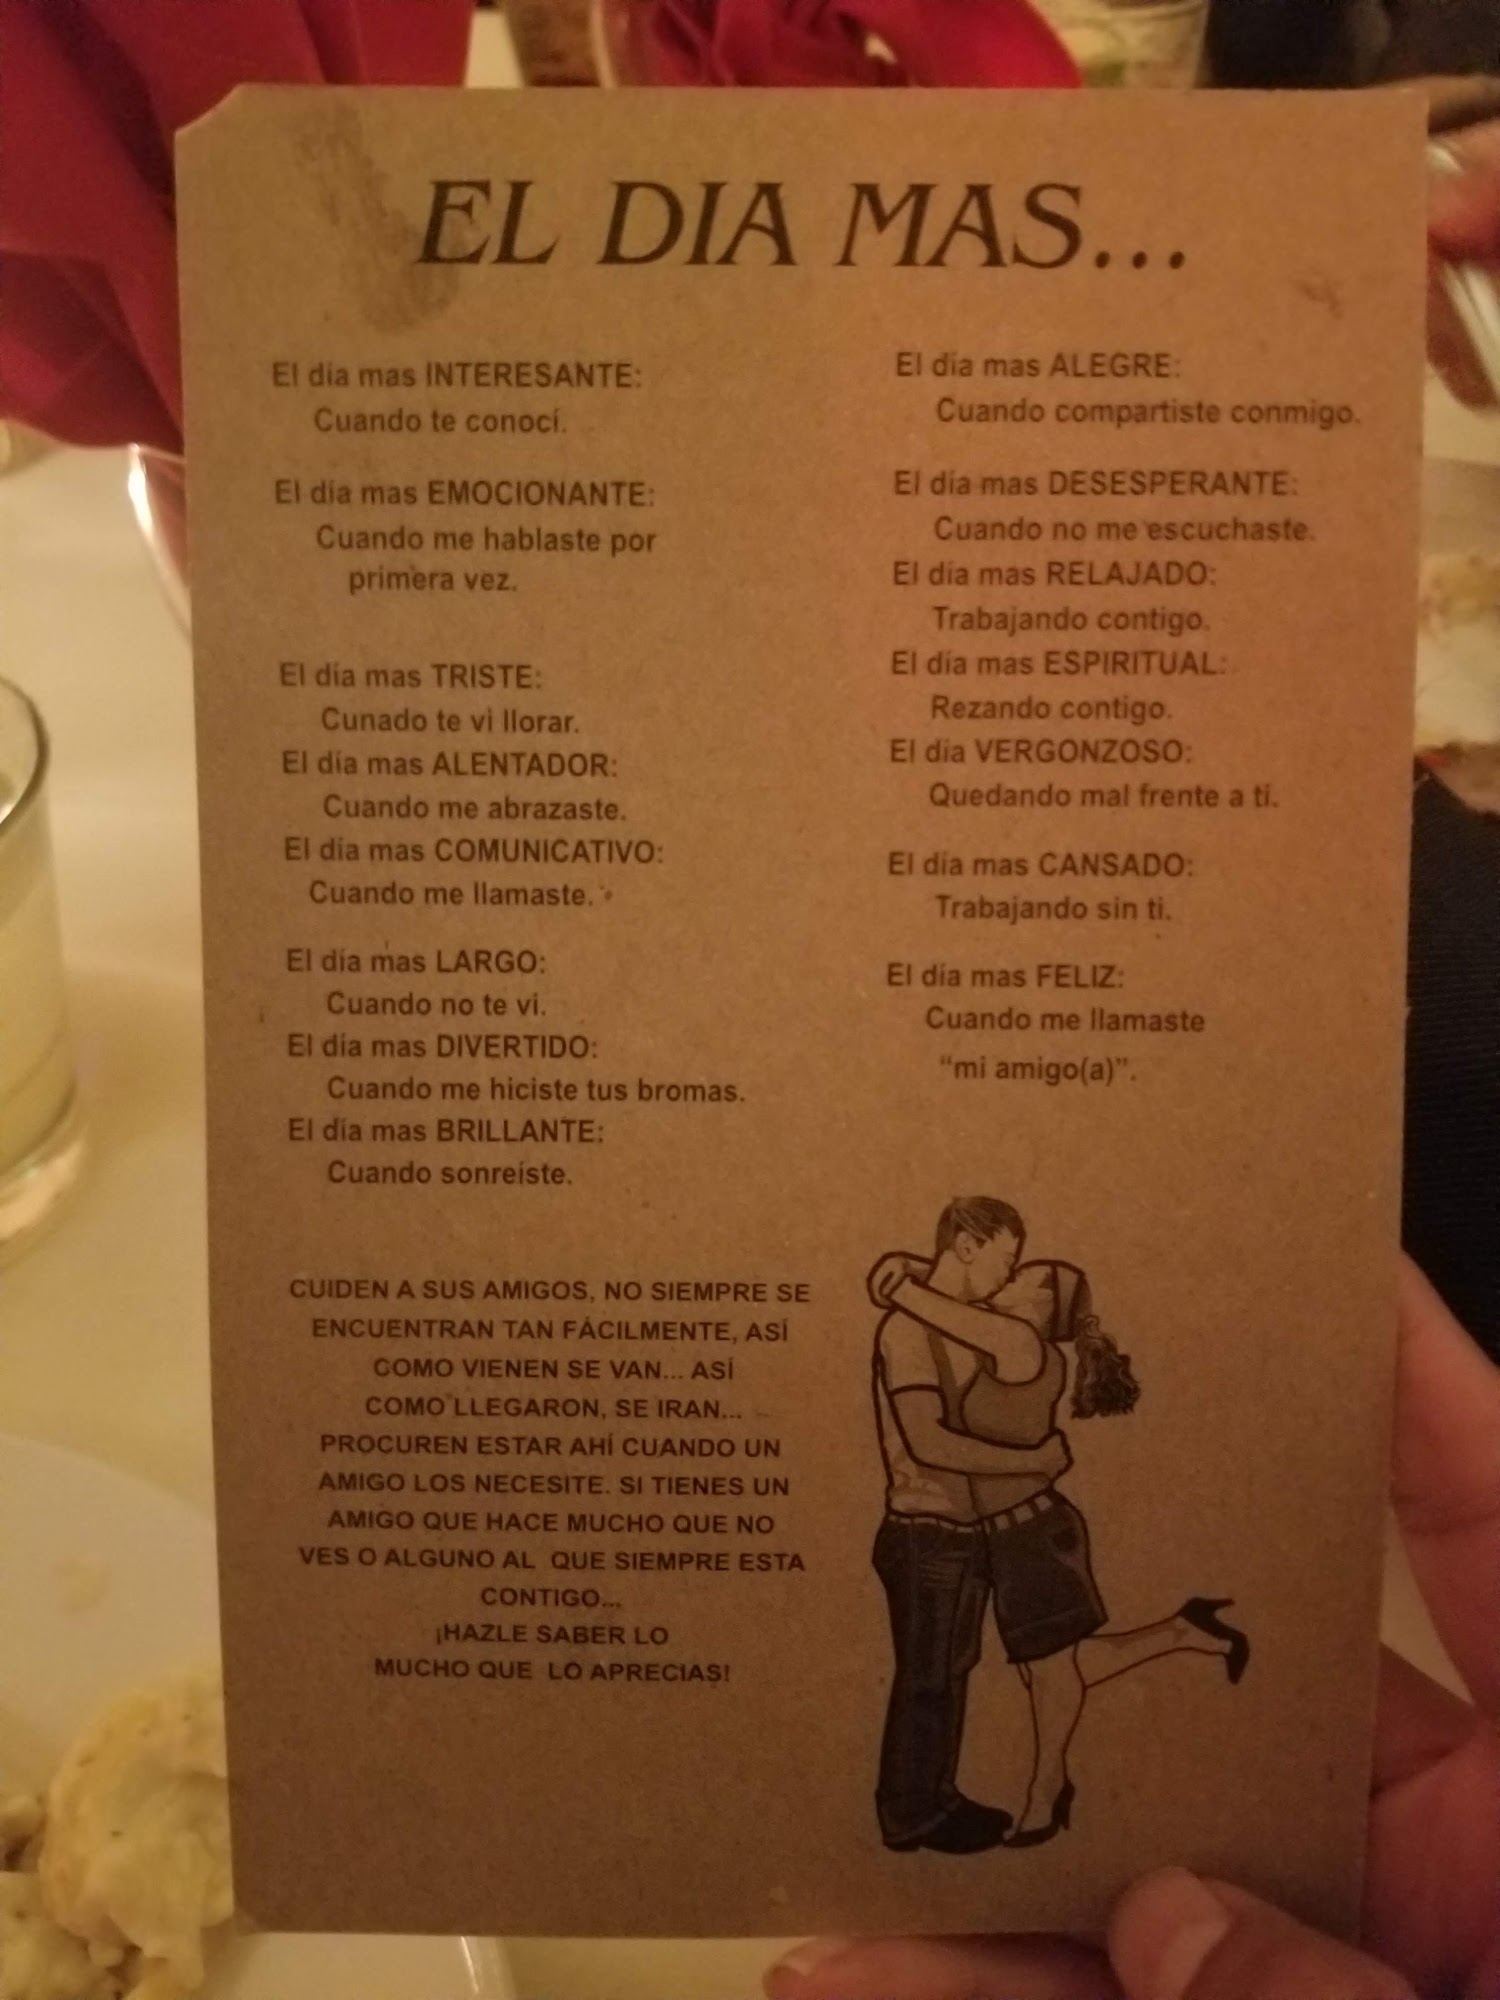 EL DIA MAS...
El día mas INTERESANTE:
Cuando te conocí.
El día mas EMOCIONANTE:
Cuando me hablaste por
primera vez.
El día mas TRISTE:
Cunado te vi llorar.
El día mas ALENTADOR:
Cuando me abrazaste.
El día mas COMUNICATIVO:
Cuando me llamaste.
El día mas LARGO:
Cuando no te vi.
El día mas DIVERTIDO:
Cuando me hiciste tus bromas.
El día mas BRILLANTE:
Cuando sonreíste.
El día mas ALEGRE:
Cuando compartiste conmigo.
El día mas DESESPERANTE:
Cuando no me escuchaste.
El día mas RELAJADO:
Trabajando contigo.
El día mas ESPIRITUAL:
Rezando contigo.
El día VERGONZOSO:
Quedando mal frente a ti.
El día mas CANSADO:
Trabajando sin ti.
El día mas FELIZ:
Cuando me llamaste
“mi amigo(a)”.
CUIDEN A SUS AMIGOS, NO SIEMPRE SE
ENCUENTRAN TAN FÁCILMENTE, ASÍ
COMO VIENEN SE VAN... ASÍ
COMO LLEGARON, SE IRAN...
PROCUREN ESTAR AHÍ CUANDO UN
AMIGO LOS NECESITE. SI TIENES UN
AMIGO QUE HACE MUCHO QUE NO
VES O ALGUNO AL QUE SIEMPRE ESTA
CONTIGO...
¡HAZLE SABER LO
MUCHO QUE LO APRECIAS!